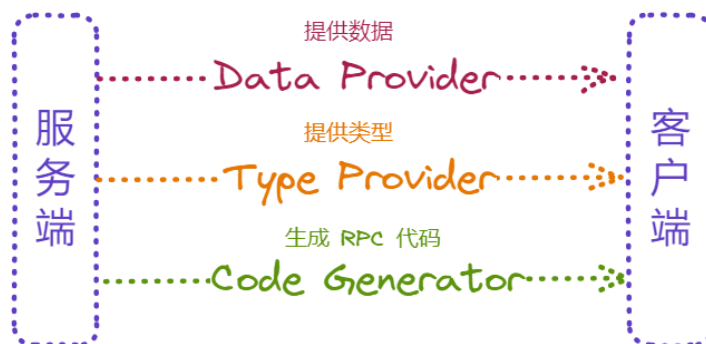 服务端
提供数据
Data Provider
提供类型
Type Provider
生成 RPC 代码
Code Generator
客户端